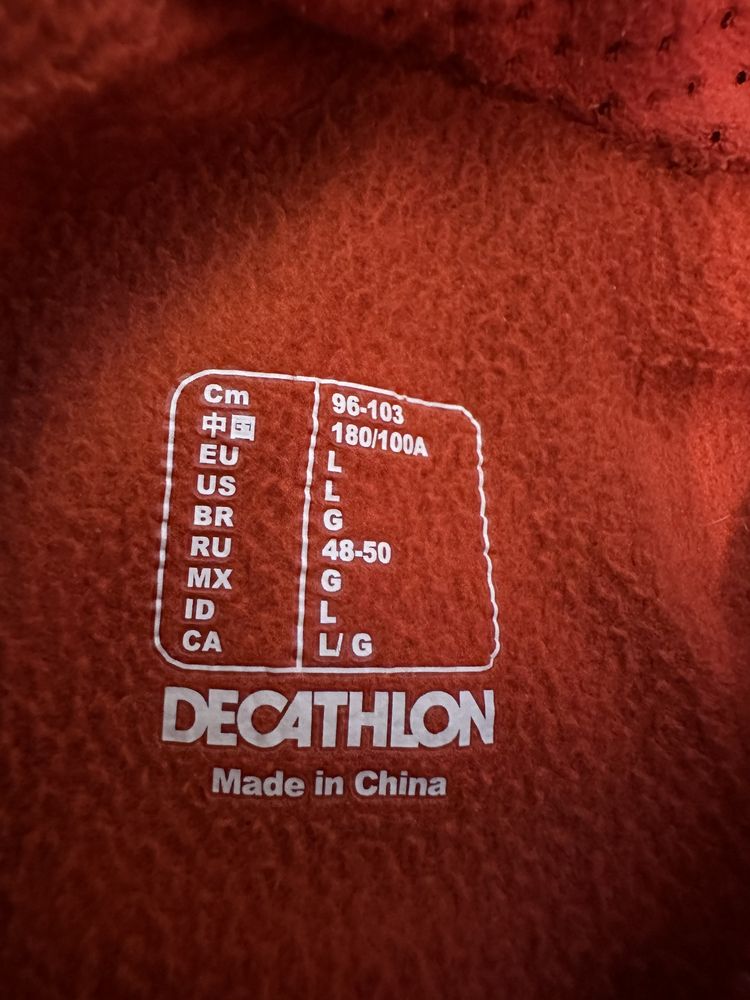 Cm 96-103
中国 180/100A
EU L
US L
BR G
RU 48-50
MX G
ID L
CA L/ G
DECATHLON
Made in China